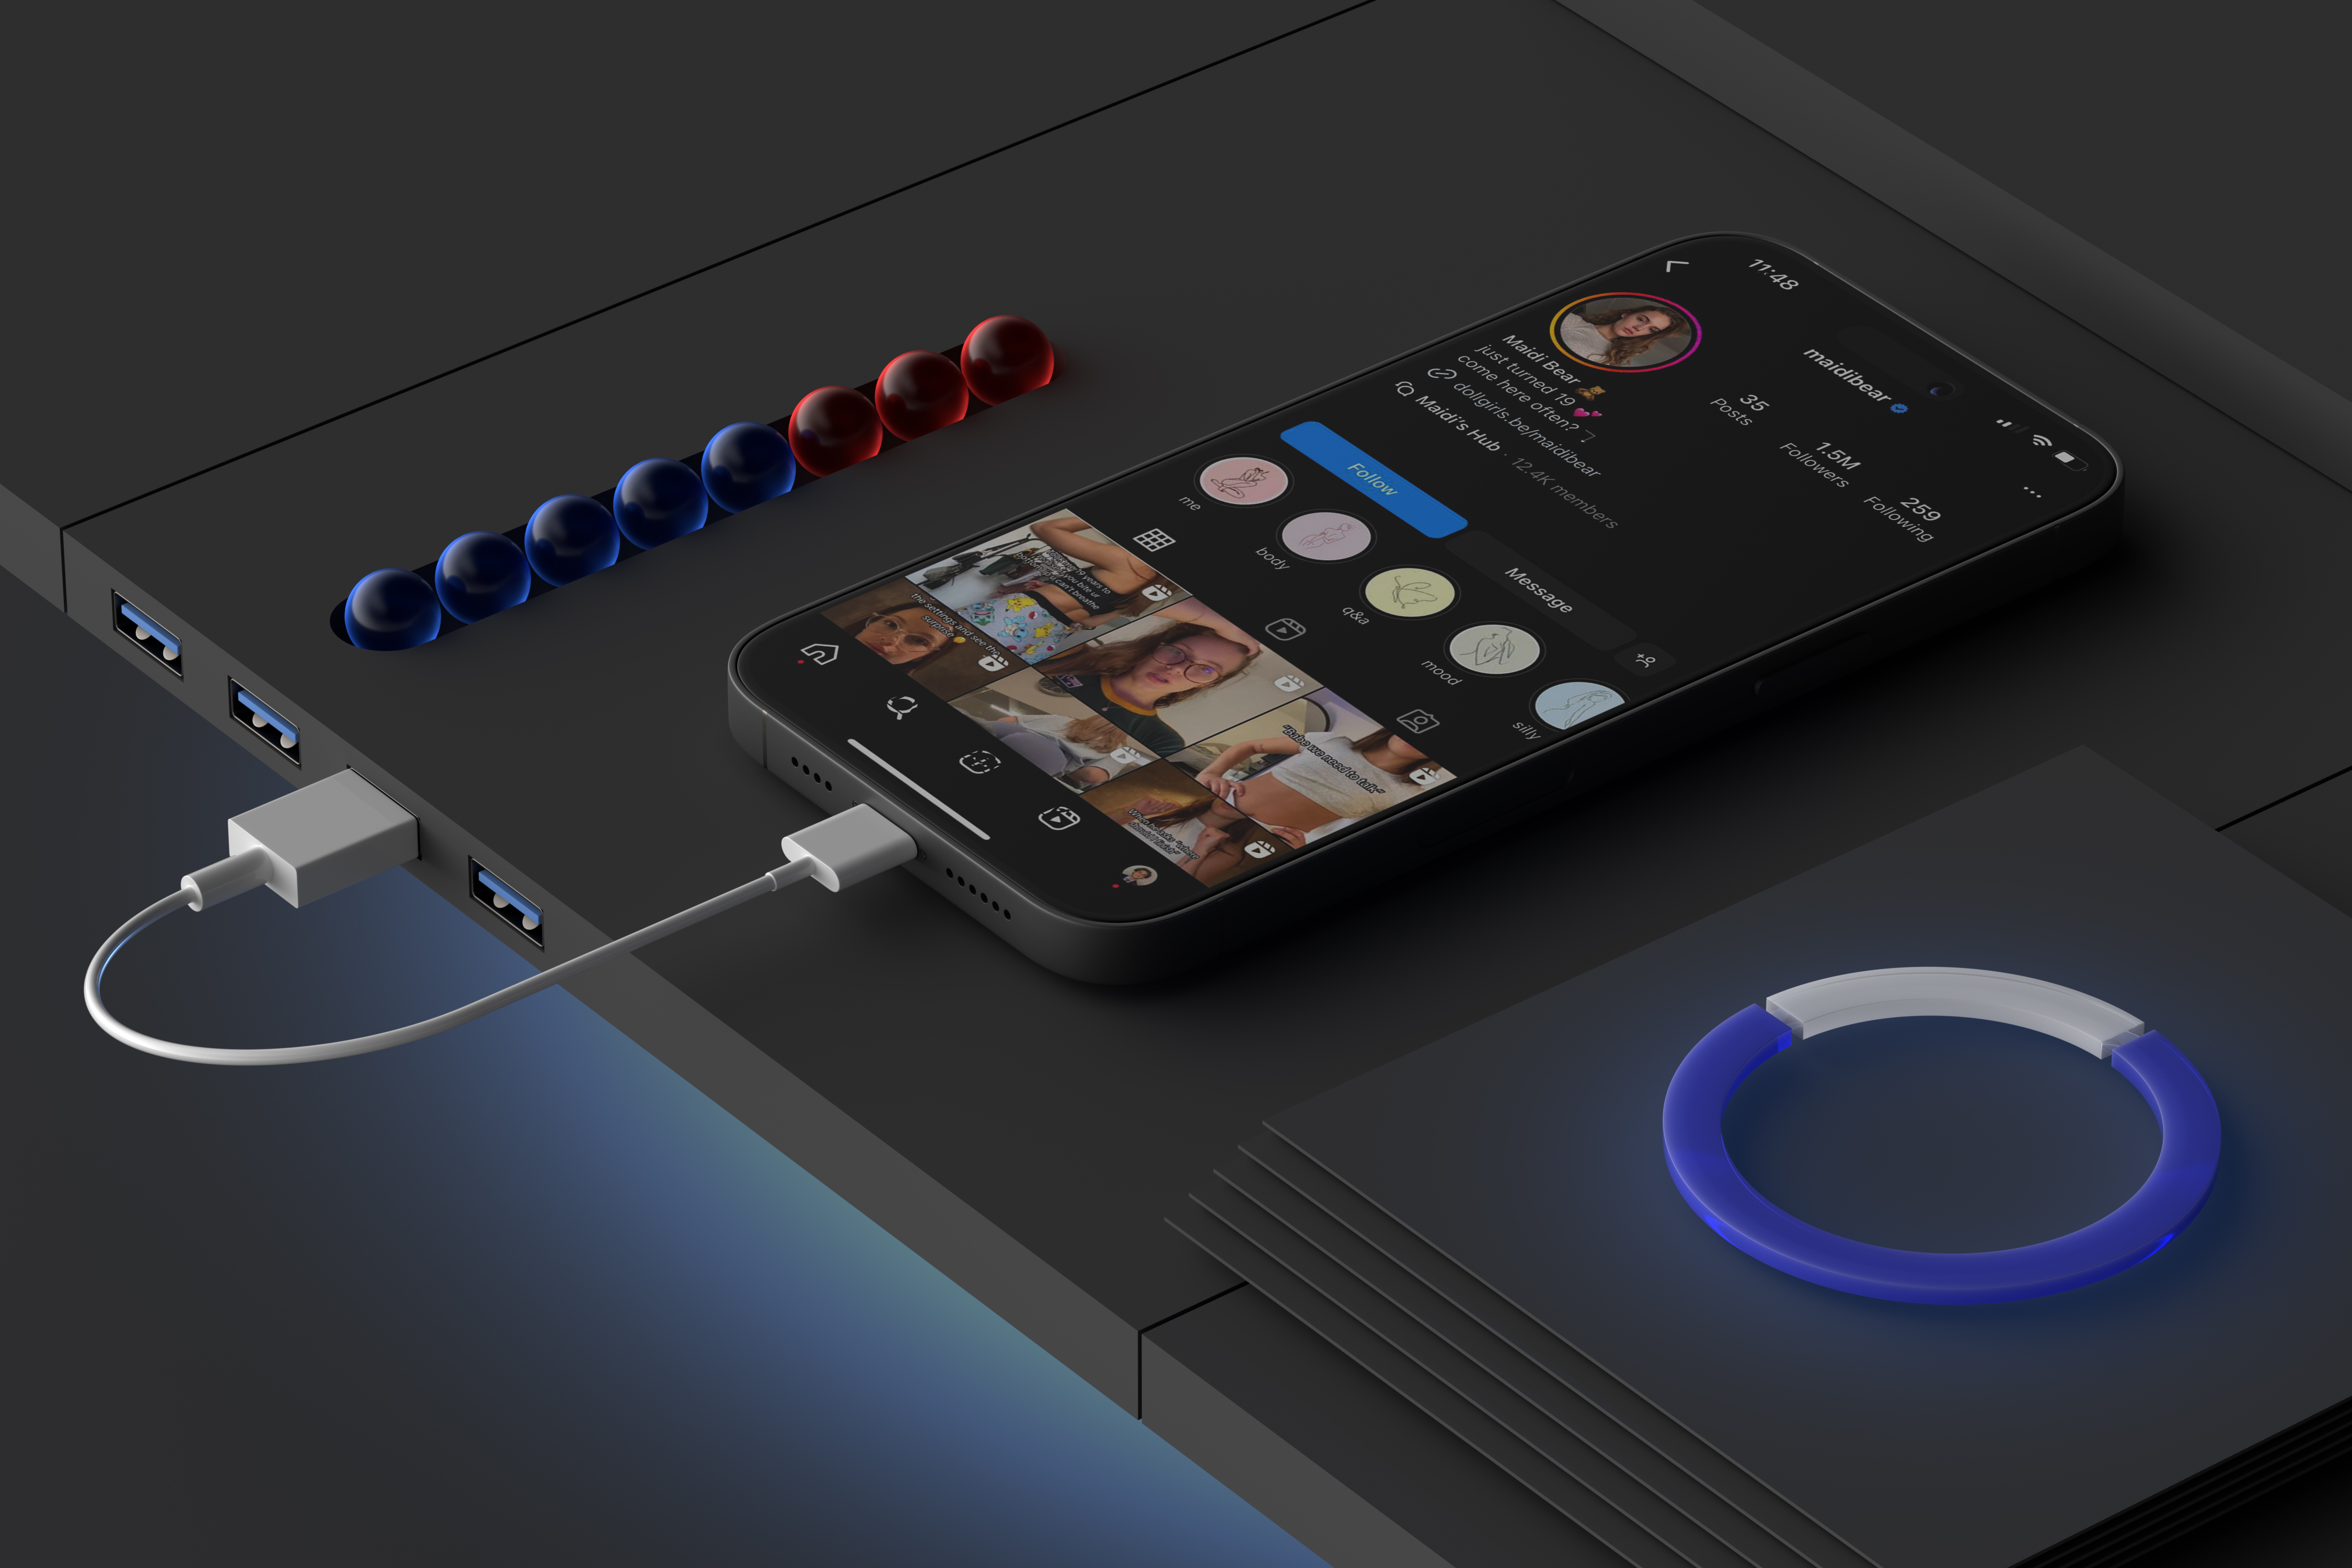 11:48
maidibear
35
Posts
1.5M
Followers
259
Following
Maidi Bear 🧸
just turned 19 💕
come here often?
dollgirls.be/maidibear
Maidi's Hub · 12.4K members
Follow
Message
me
body
q&a
mood
silly
can't breathe
the settings and see the
surprise
"Babe we need to talk"